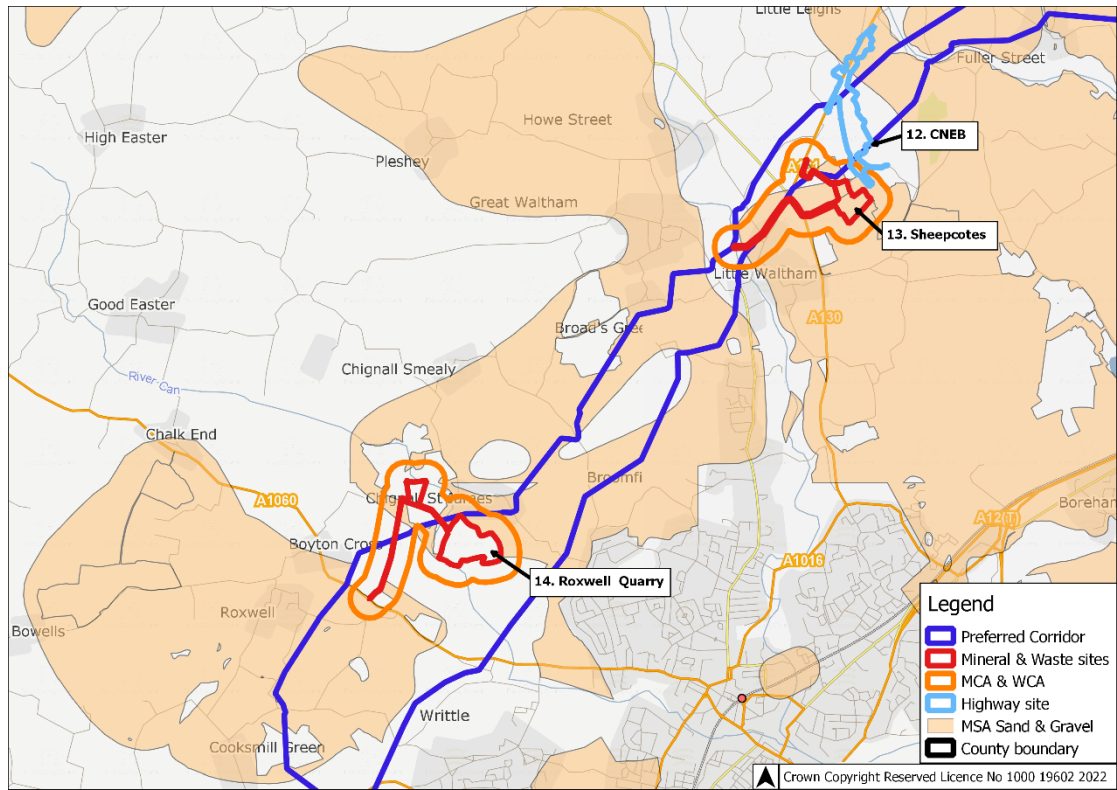 Little Leighs
Fuller Street
High Easter
Howe Street
12. CNEB
Pleshey
Great Waltham
13. Sheepcotes
Little Waltham
Good Easter
A130
Broad's Gree
River Can
Chignall Smealy
Chalk End
Broomfi
A1060
Boreham
A12(T)
Boyton Cross
A1016
14. Roxwell Quarry
Roxwell
Bowells
Writtle
Cooksmill Green
Legend
Preferred Corridor
Mineral & Waste sites
MCA & WCA
Highway site
MSA Sand & Gravel
County boundary
Crown Copyright Reserved Licence No 1000 19602 2022